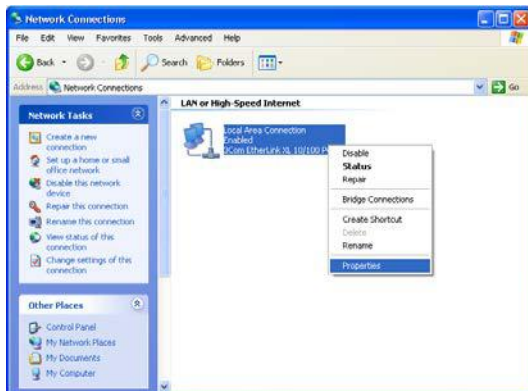 Network Connections
File Edit View Favorites Tools Advanced Help
Back Search Folders
Address Network Connections Go
Network Tasks
Create a new
connection
Set up a home or small
office network
Disable this network
device
Repair this connection
Rename this connection
View status of this
connection
Change settings of this
connection
Other Places
Control Panel
My Network Places
My Documents
My Computer
LAN or High-Speed Internet
Local Area Connection
Enabled
3Com EtherLink XL 10/100
Disable
Status
Repair
Bridge Connections
Create Shortcut
Delete
Rename
Properties